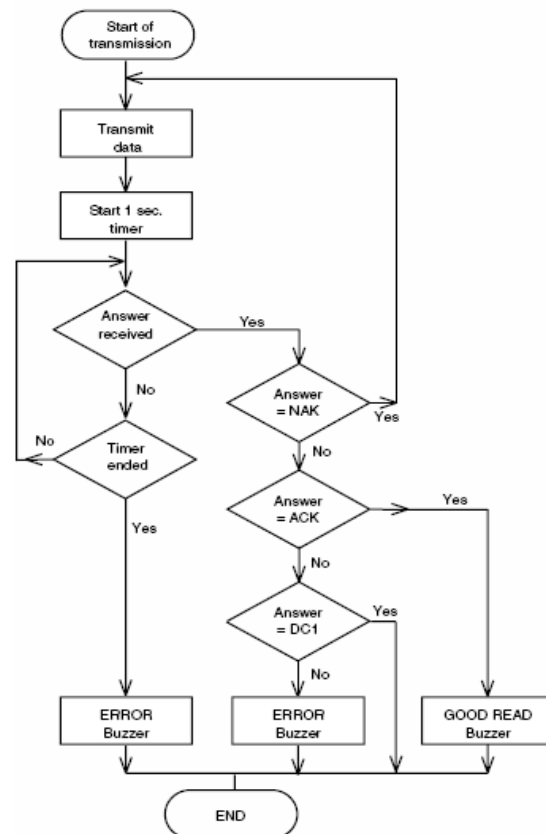 Start of
transmission
Transmit
data
Start 1 sec.
timer
Answer
received
Yes
No
Answer
= NAK
Yes
No
Timer
ended
No
Yes
Answer
= ACK
Yes
No
Answer
= DC1
Yes
No
ERROR
Buzzer
ERROR
Buzzer
GOOD READ
Buzzer
END